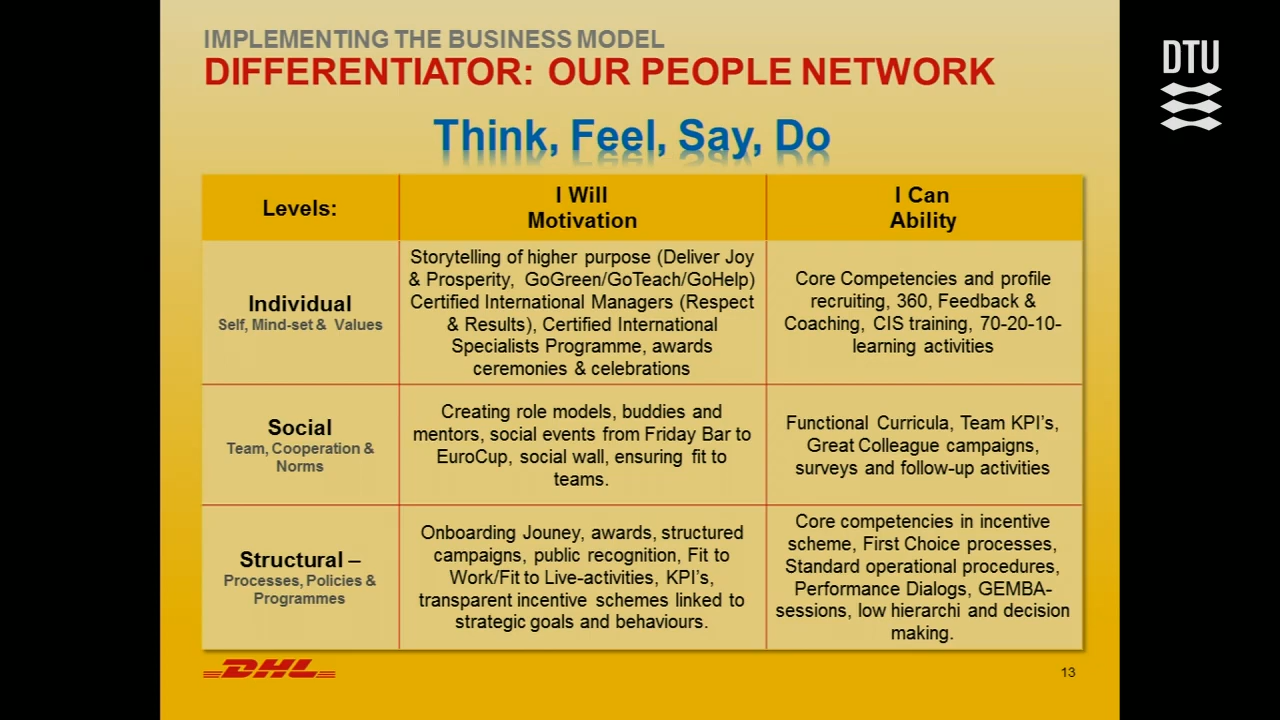 IMPLEMENTING THE BUSINESS MODEL
DIFFERENTIATOR: OUR PEOPLE NETWORK
DTU
Think, Feel, Say, Do
Levels:
I Will
Motivation
I Can
Ability
Individual
Self, Mind-set & Values
Storytelling of higher purpose (Deliver Joy
& Prosperity, GoGreen/GoTeach/GoHelp)
Certified International Managers (Respect
& Results), Certified International
Specialists Programme, awards
ceremonies & celebrations
Core Competencies and profile
recruiting, 360, Feedback &
Coaching, CIS training, 70-20-10-
learning activities
Social
Team, Cooperation &
Norms
Creating role models, buddies and
mentors, social events from Friday Bar to
EuroCup, social wall, ensuring fit to
teams.
Functional Curricula, Team KPI's,
Great Colleague campaigns,
surveys and follow-up activities
Structural –
Processes, Policies &
Programmes
Onboarding Jouney, awards, structured
campaigns, public recognition, Fit to
Work/Fit to Live-activities, KPI's,
transparent incentive schemes linked to
strategic goals and behaviours.
Core competencies in incentive
scheme, First Choice processes,
Standard operational procedures,
Performance Dialogs, GEMBA-
sessions, low hierarchi and decision
making.
DHL
13